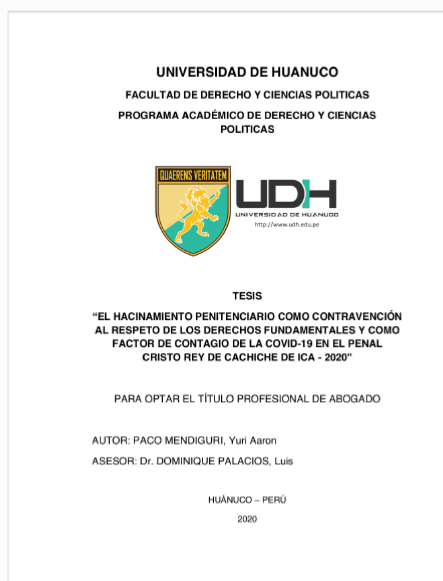 UNIVERSIDAD DE HUANUCO
FACULTAD DE DERECHO Y CIENCIAS POLITICAS
PROGRAMA ACADÉMICO DE DERECHO Y CIENCIAS
POLITICAS
QUAERENS VERITATEM
UDH
UNIVERSIDAD DE HUANUCO
http://www.udh.edu.pe
TESIS
“EL HACINAMIENTO PENITENCIARIO COMO CONTRAVENCIÓN
AL RESPETO DE LOS DERECHOS FUNDAMENTALES Y COMO
FACTOR DE CONTAGIO DE LA COVID-19 EN EL PENAL
CRISTO REY DE CACHICHE DE ICA - 2020”
PARA OPTAR EL TÍTULO PROFESIONAL DE ABOGADO
AUTOR: PACO MENDIGURI, Yuri Aaron
ASESOR: Dr. DOMINIQUE PALACIOS, Luis
HUÁNUCO – PERÚ
2020